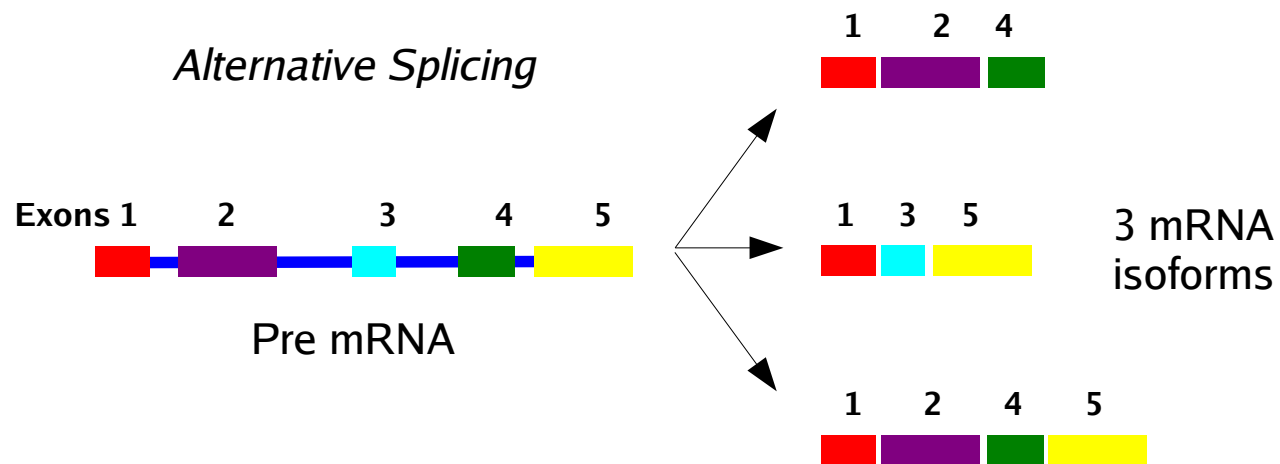 Alternative Splicing
Exons 1 2 3 4 5
Pre mRNA
1 2 4
1 3 5
1 2 4 5
3 mRNA
isoforms